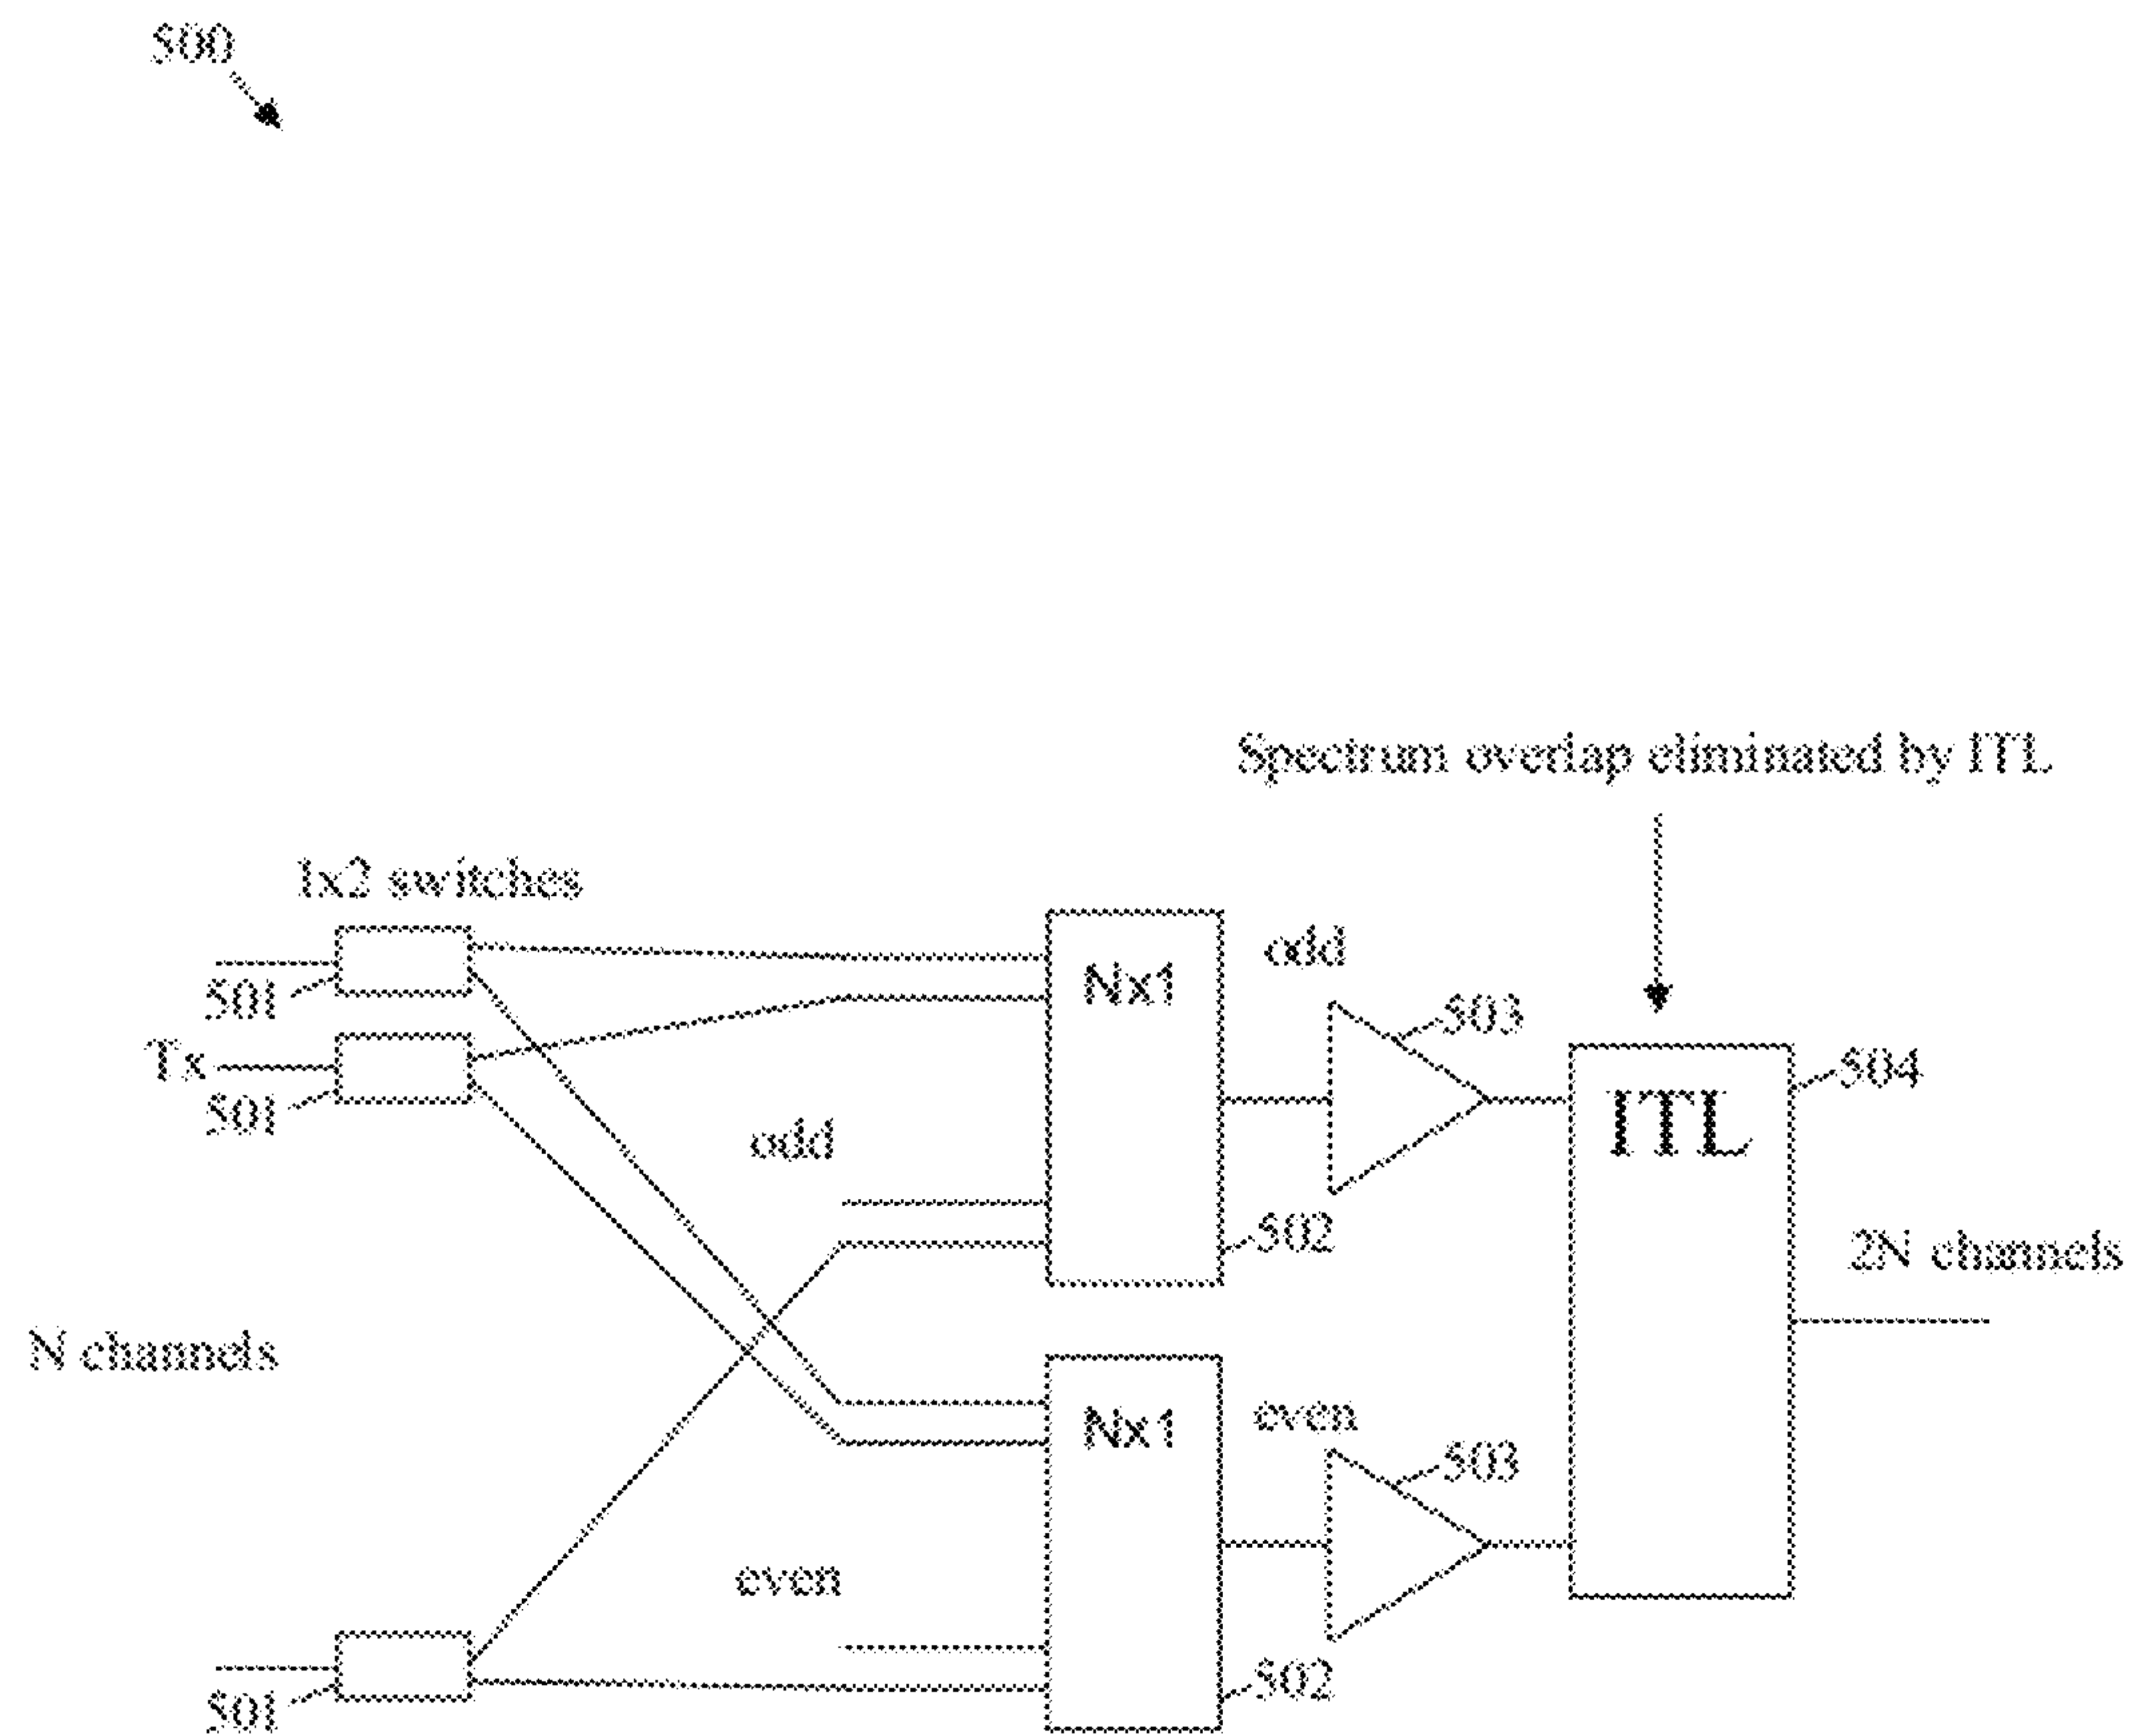 500
Spectrum overlap eliminated by ITL
1x2 switches
501
Tx
501
odd
Nx1
odd
503
ITL
504
502
2N channels
N channels
Nx1
even
503
even
502
501